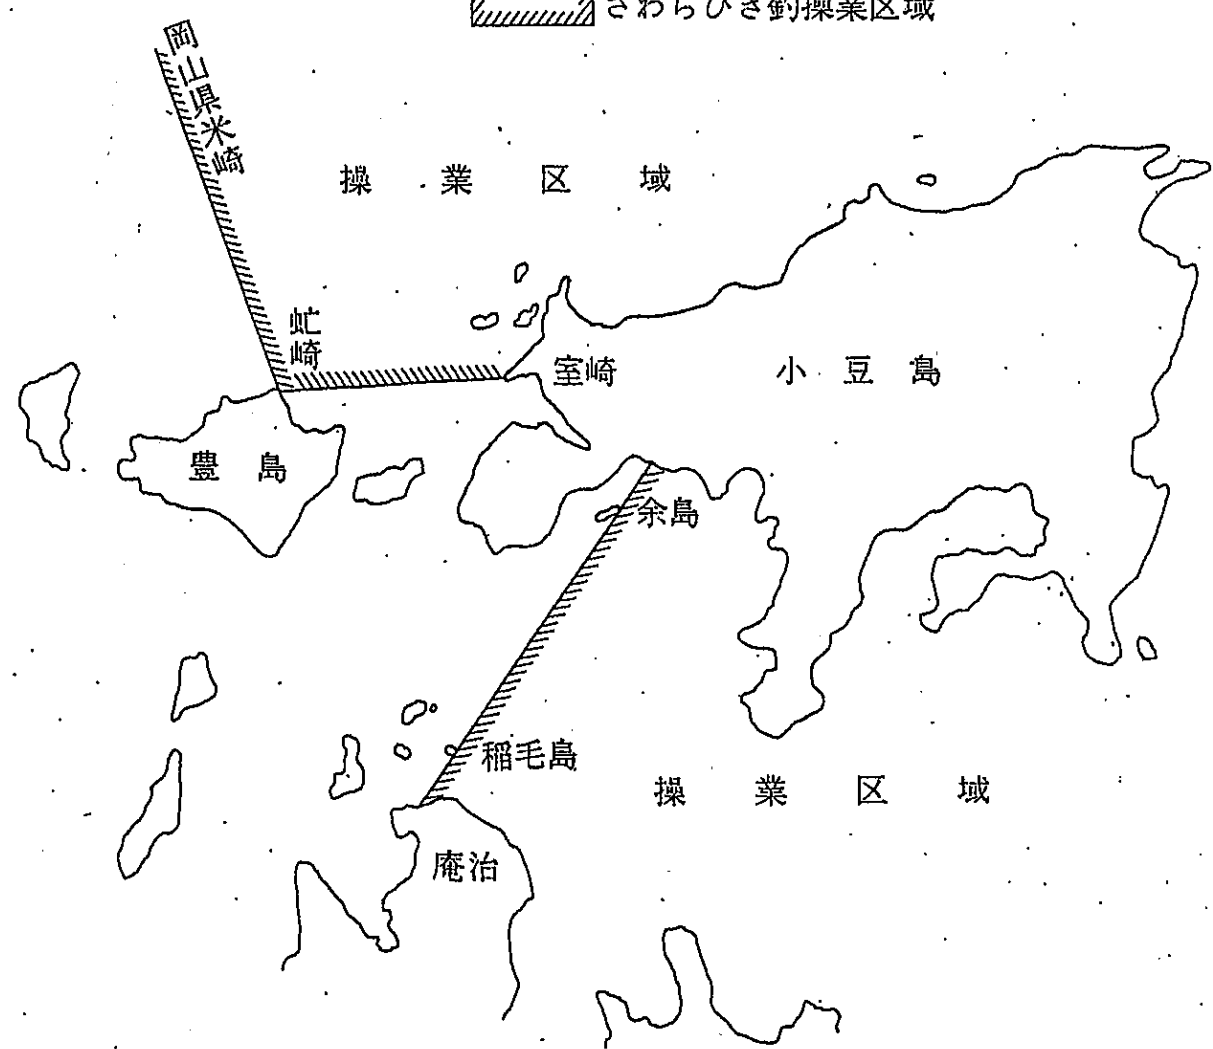 さわらひき釣操業区域
岡山県米崎
操業区域
虻崎
室崎
小豆島
豊島
余島
稲毛島
操業区域
庵治